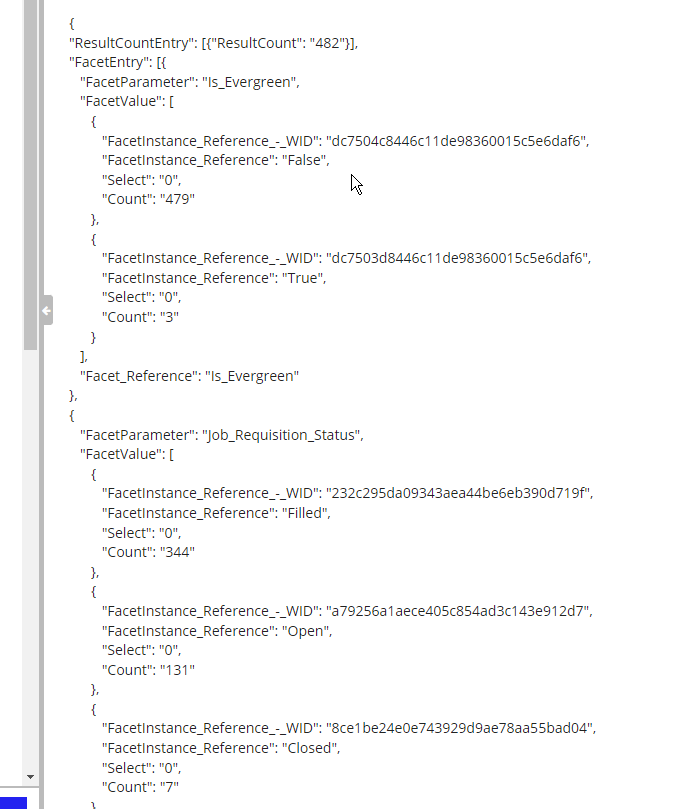 {
"ResultCountEntry": [{"ResultCount": "482"}],
"FacetEntry": [{
"FacetParameter": "Is_Evergreen",
"FacetValue": [
{
"FacetInstance_Reference_-_WID": "dc7504c8446c11de98360015c5e6daf6",
"FacetInstance_Reference": "False",
"Select": "0",
"Count": "479"
},
{
"FacetInstance_Reference_-_WID": "dc7503d8446c11de98360015c5e6daf6",
"FacetInstance_Reference": "True",
"Select": "0",
"Count": "3"
}
],
"Facet_Reference": "Is_Evergreen"
},
{
"FacetParameter": "Job_Requisition_Status",
"FacetValue": [
{
"FacetInstance_Reference_-_WID": "232c295da09343aea44be6eb390d719f",
"FacetInstance_Reference": "Filled",
"Select": "0",
"Count": "344"
},
{
"FacetInstance_Reference_-_WID": "a79256a1aece405c854ad3c143e912d7",
"FacetInstance_Reference": "Open",
"Select": "0",
"Count": "131"
},
{
"FacetInstance_Reference_-_WID": "8ce1be24e0e743929d9ae78aa55bad04",
"FacetInstance_Reference": "Closed",
"Select": "0",
"Count": "7"
}